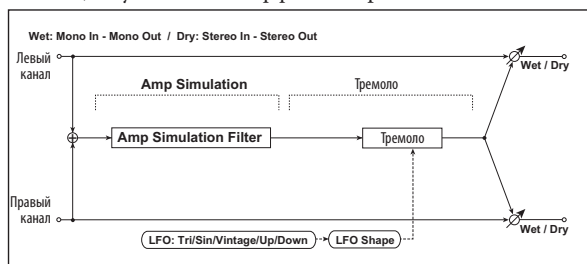 Wet: Mono In - Mono Out / Dry: Stereo In - Stereo Out
Левый
канал
Wet / Dry
Amp Simulation
Тремоло
Amp Simulation Filter
Тремоло
Правый
канал
Wet / Dry
LFO: Tri/Sin/Vintage/Up/Down
LFO Shape